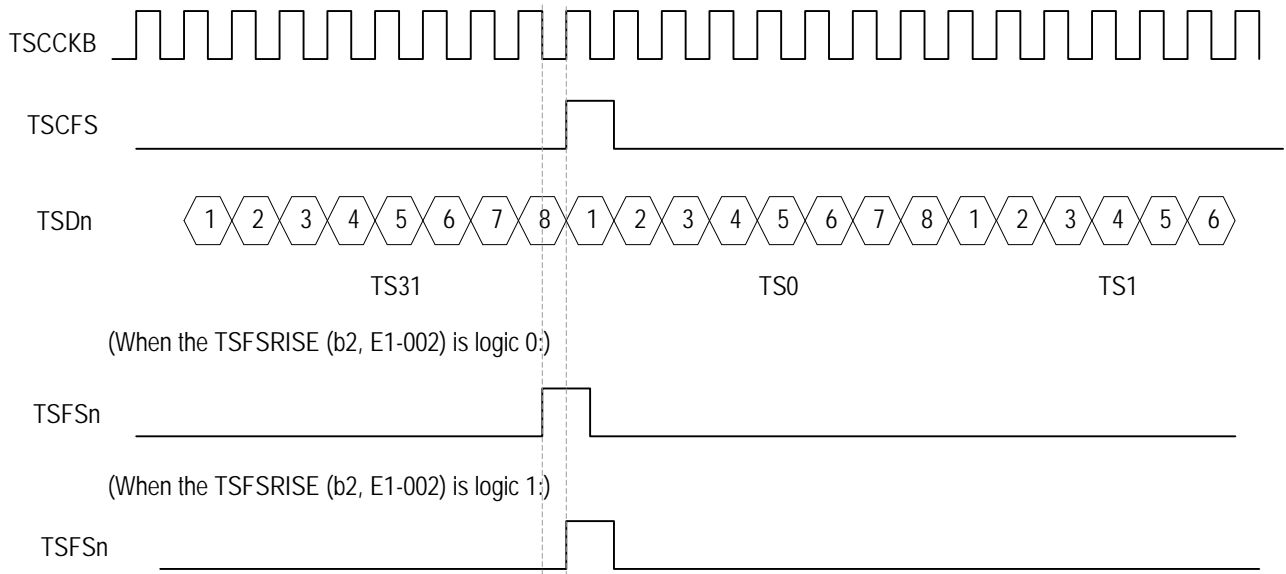 TSCCKB
TSCFS
TSDn 1 2 3 4 5 6 7 8 1 2 3 4 5 6 7 8 1 2 3 4 5 6
TS31 TS0 TS1
(When the TSFSRISE (b2, E1-002) is logic 0:)
TSFSn
(When the TSFSRISE (b2, E1-002) is logic 1:)
TSFSn